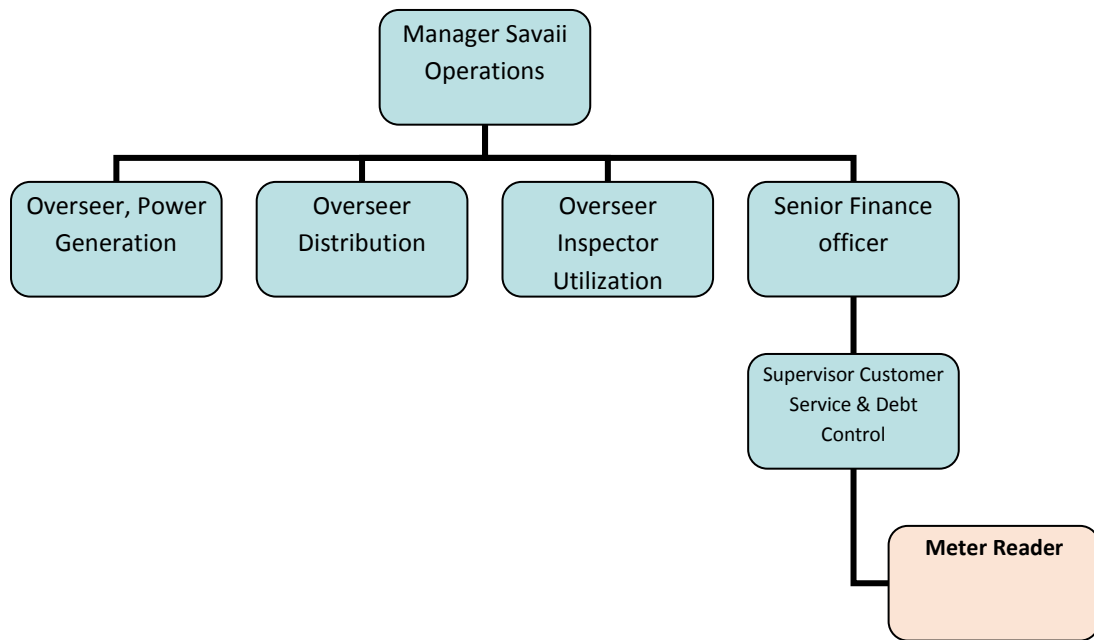 Manager Savaii
Operations
Overseer, Power
Generation
Overseer
Distribution
Overseer
Inspector
Utilization
Senior Finance
officer
Supervisor Customer
Service & Debt
Control
Meter Reader